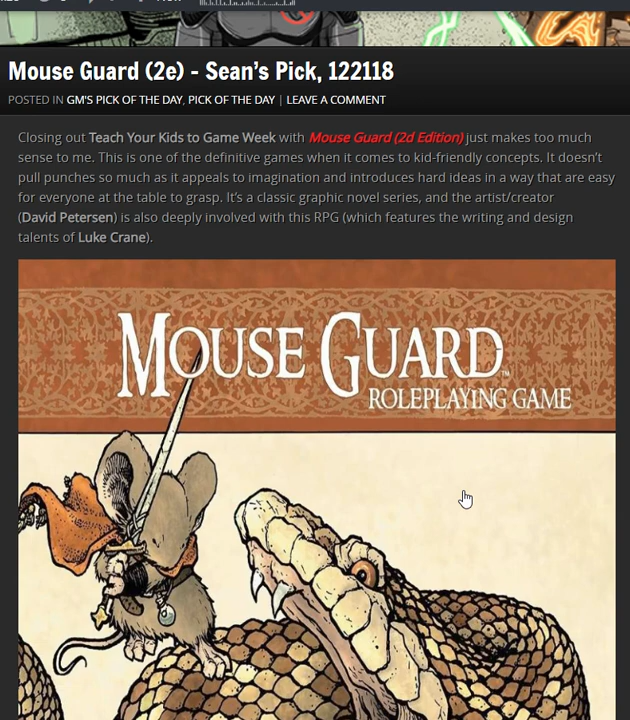 Mouse Guard (2e) – Sean's Pick, 122118
POSTED IN GM'S PICK OF THE DAY, PICK OF THE DAY | LEAVE A COMMENT
Closing out Teach Your Kids to Game Week with Mouse Guard (2d Edition) just makes too much
sense to me. This is one of the definitive games when it comes to kid-friendly concepts. It doesn't
pull punches so much as it appeals to imagination and introduces hard ideas in a way that are easy
for everyone at the table to grasp. It's a classic graphic novel series, and the artist/creator
(David Petersen) is also deeply involved with this RPG (which features the writing and design
talents of Luke Crane).
MOUSE GUARD™
ROLEPLAYING GAME